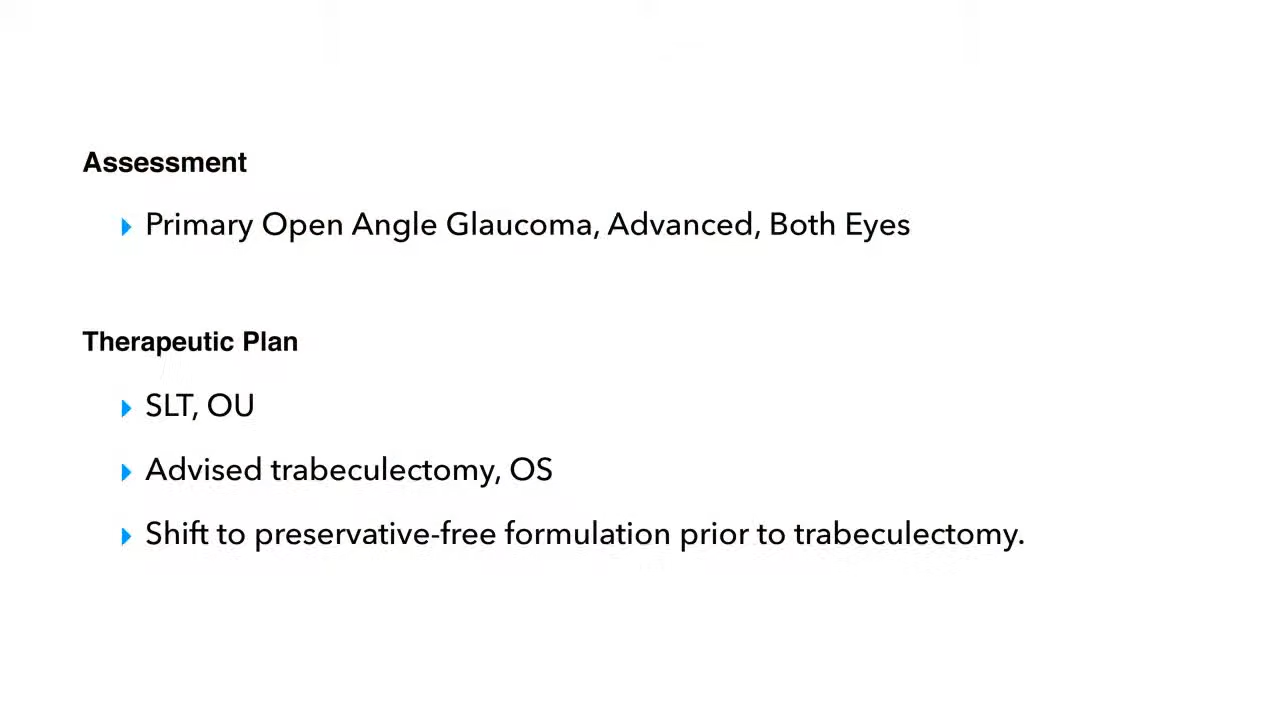 Assessment
Primary Open Angle Glaucoma, Advanced, Both Eyes
Therapeutic Plan
SLT, OU
Advised trabeculectomy, OS
Shift to preservative-free formulation prior to trabeculectomy.